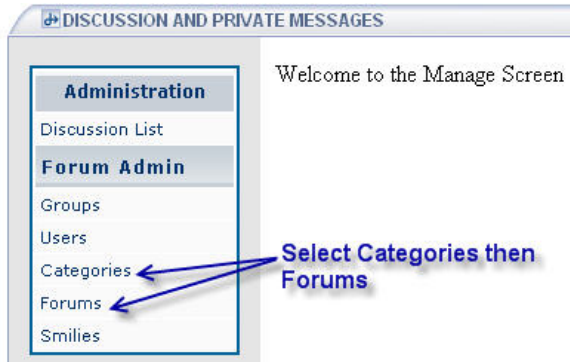 DISCUSSION AND PRIVATE MESSAGES
Welcome to the Manage Screen
Administration
Discussion List
Forum Admin
Groups
Users
Categories
Forums
Smilies
Select Categories then
Forums